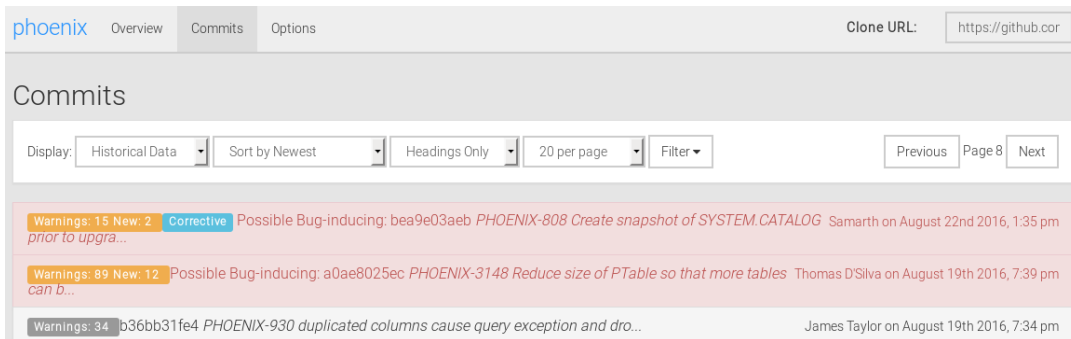 phoenix Overview Commits Options Clone URL: https://github.cor
Commits
Display: Historical Data Sort by Newest Headings Only 20 per page Filter Previous Page 8 Next
Warnings: 15 New: 2 Corrective Possible Bug-inducing: bea9e03aeb PHOENIX-808 Create snapshot of SYSTEM.CATALOG Samarth on August 22nd 2016, 1:35 pm
prior to upgra...
Warnings: 89 New: 12 Possible Bug-inducing: a0ae8025ec PHOENIX-3148 Reduce size of PTable so that more tables Thomas D'Silva on August 19th 2016, 7:39 pm
can b...
Warnings: 34 b36bb31fe4 PHOENIX-930 duplicated columns cause query exception and dro... James Taylor on August 19th 2016, 7:34 pm